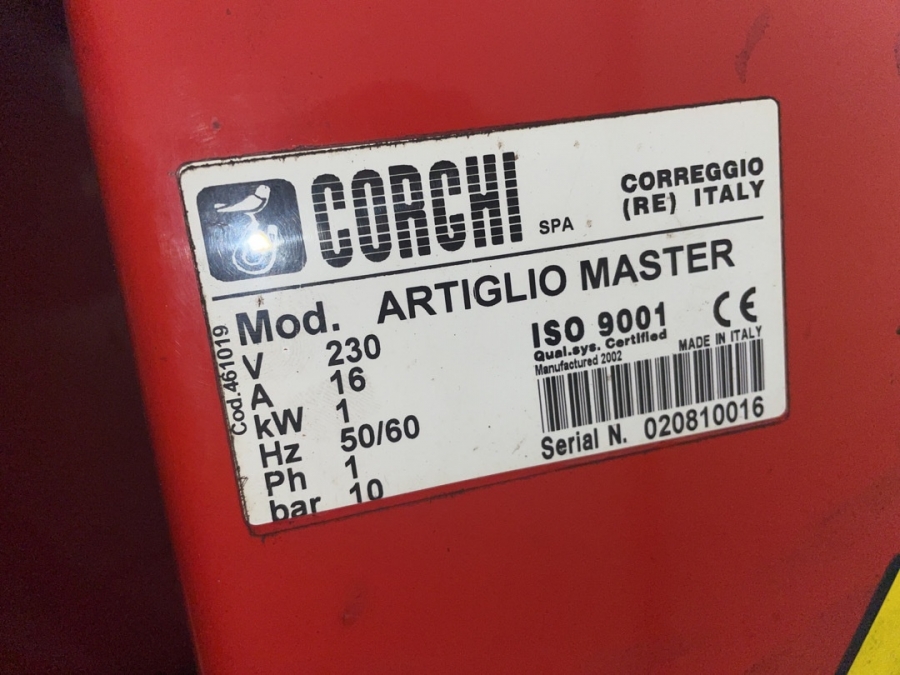 CORGHI SPA
CORREGGIO
(RE) ITALY
Mod. ARTIGLIO MASTER
V 230
A 16
kW 1
Hz 50/60
Ph 1
bar 10
Cod.461019
ISO 9001 CE
Qual.sys. Certified
Manufactured 2002
MADE IN ITALY
Serial N. 020810016